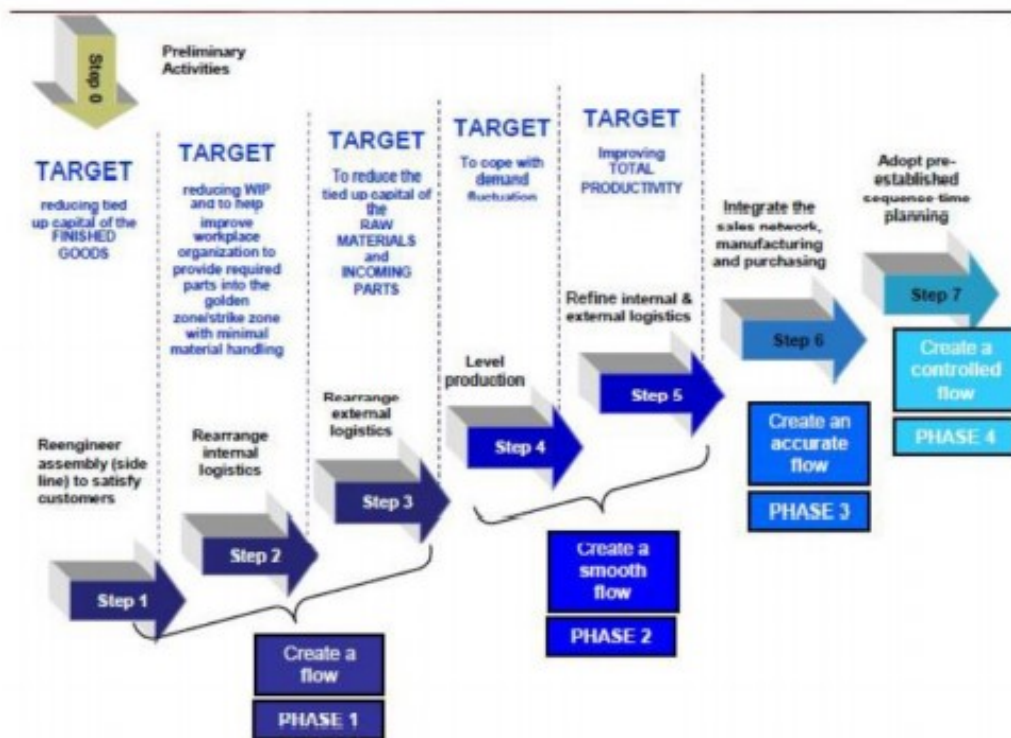 Step 0
Preliminary
Activities
TARGET
reducing tied
up capital of the
FINISHED
GOODS
TARGET
reducing WIP
and to help
improve
workplace
organization to
provide required
parts into the
golden
zone/strike zone
with minimal
material handling
TARGET
To reduce the
tied up capital of
the
RAW
MATERIALS
and
INCOMING
PARTS
TARGET
To cope with
demand
fluctuation
TARGET
Improving
TOTAL
PRODUCTIVITY
Reengineer
assembly (side
line) to satisfy
customers
Step 1
Rearrange
internal
logistics
Step 2
Rearrange
external
logistics
Step 3
Level
production
Step 4
Refine internal &
external logistics
Step 5
Integrate the
sales network,
manufacturing
and purchasing
Step 6
Adopt pre-
established
sequence time
planning
Step 7
Create a
flow
PHASE 1
Create a
smooth
flow
PHASE 2
Create an
accurate
flow
PHASE 3
Create a
controlled
flow
PHASE 4